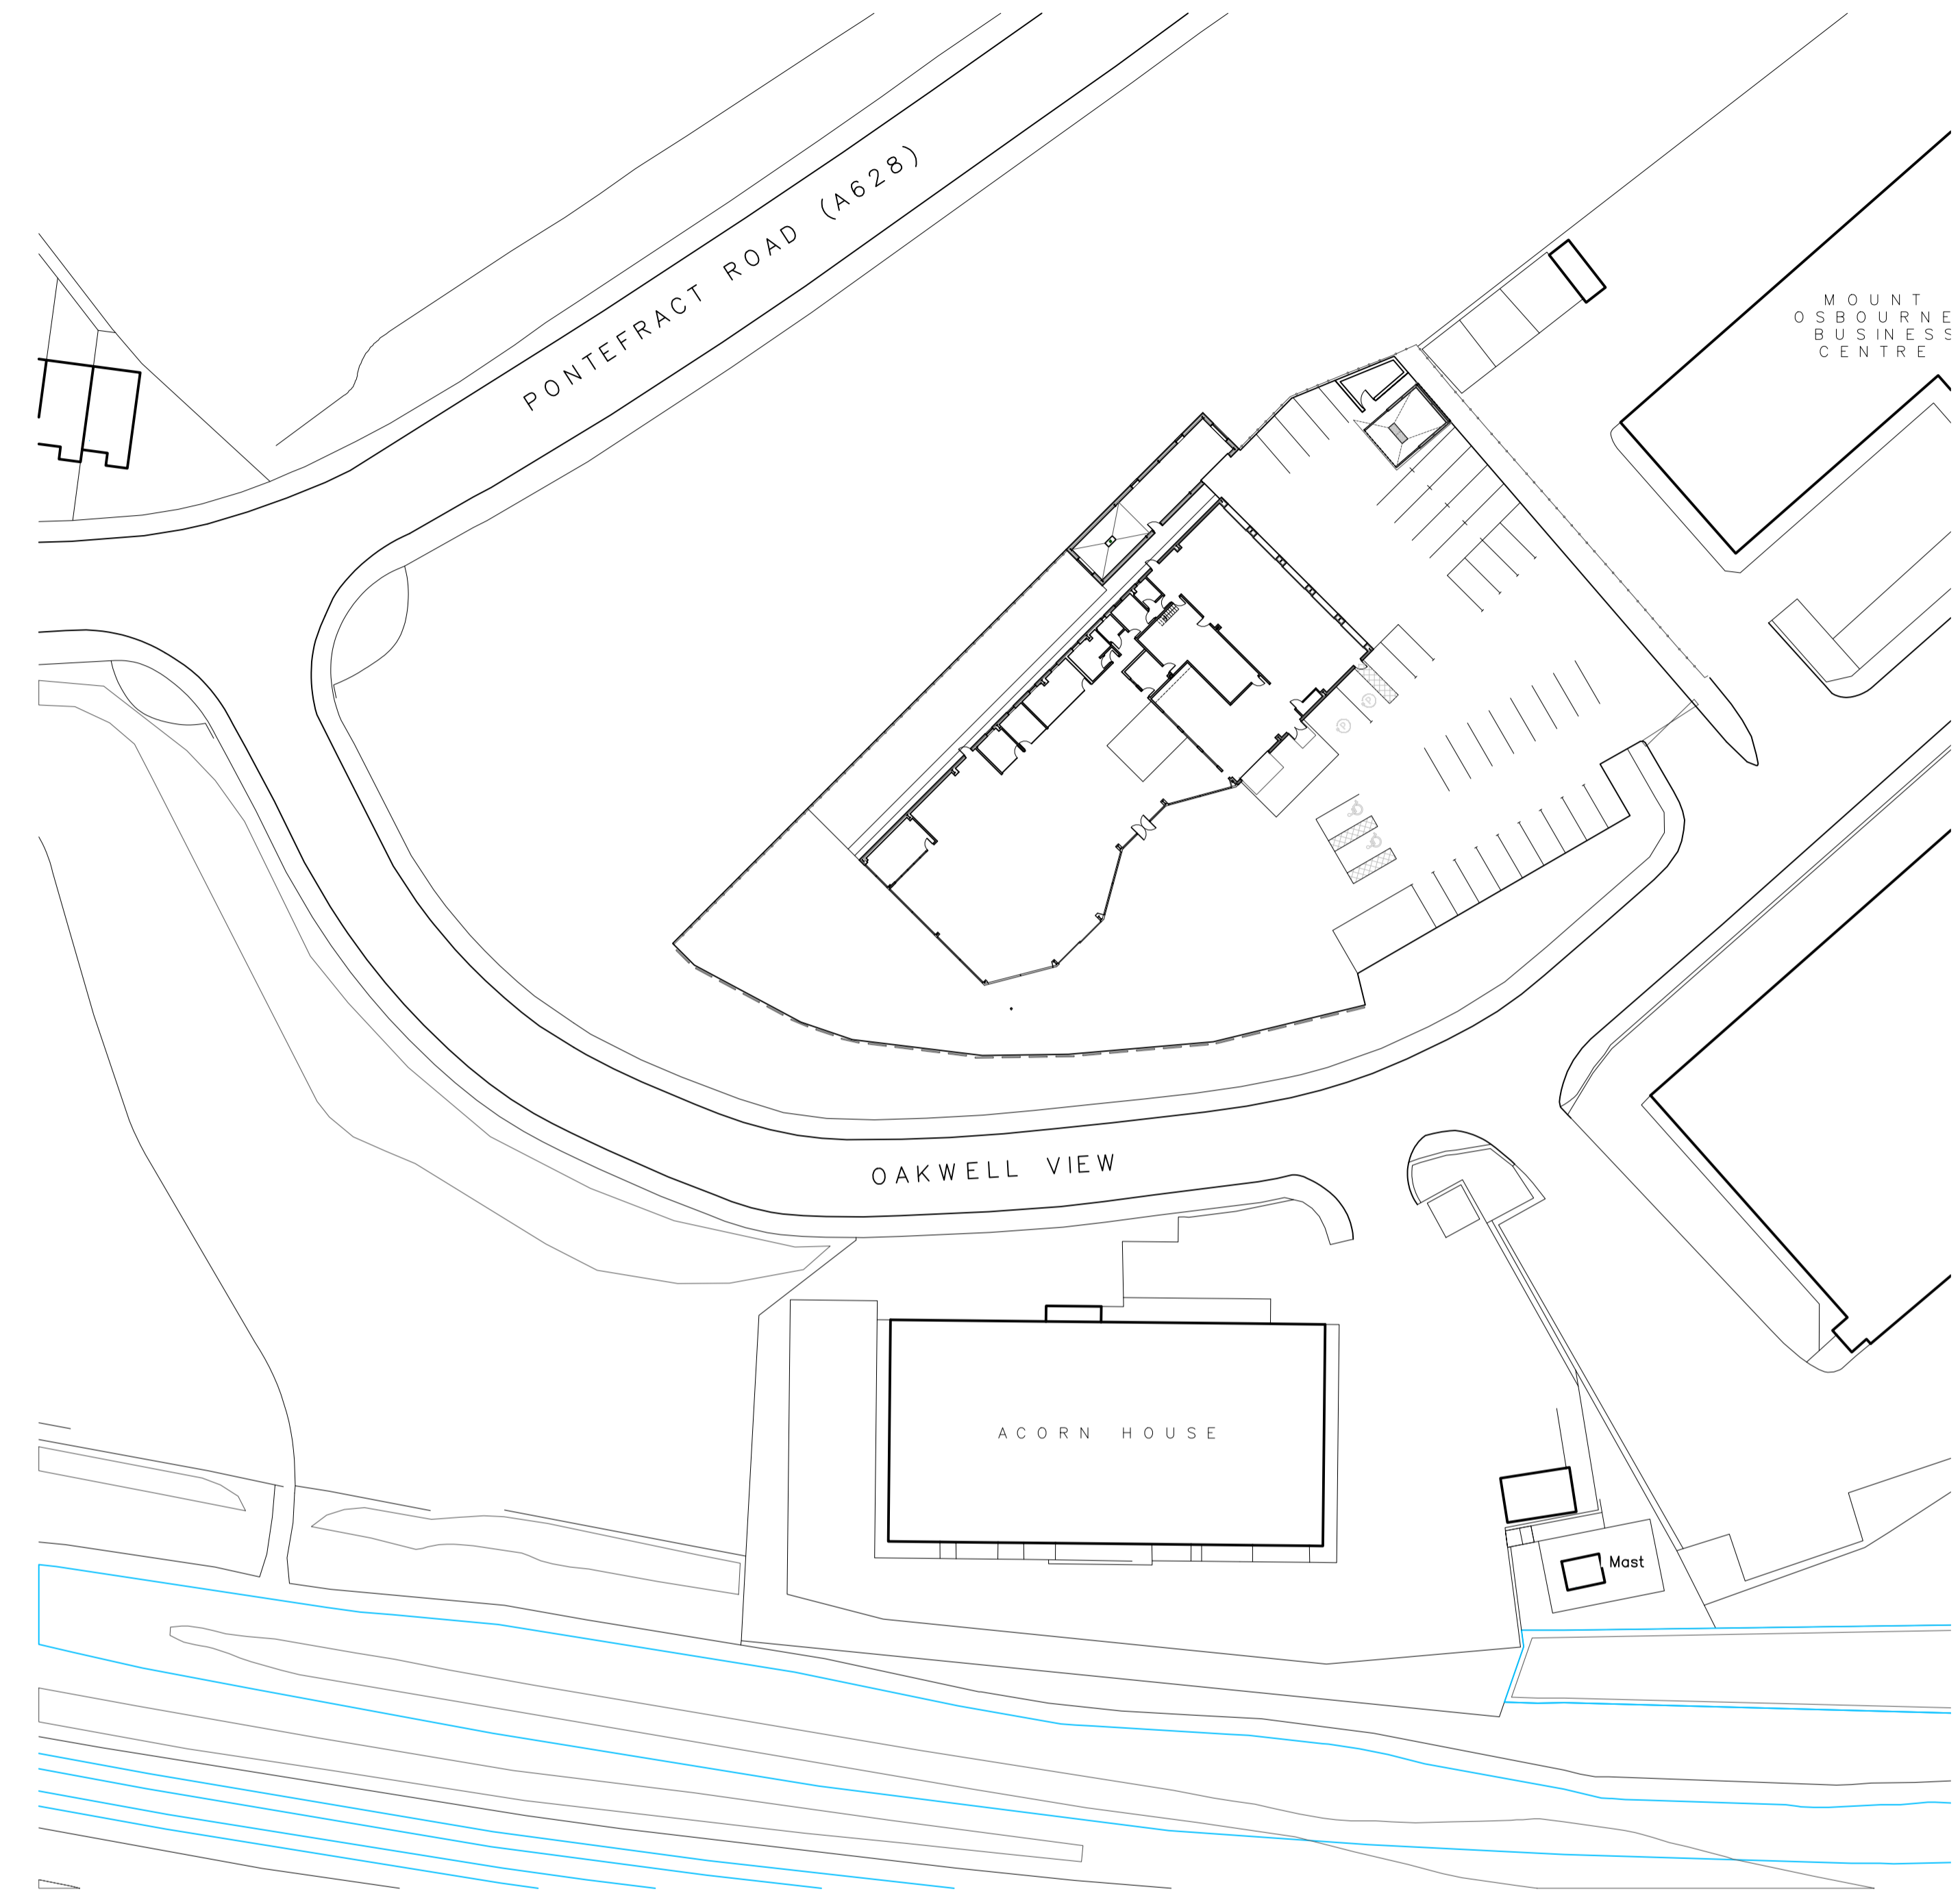 PONTEFRACT ROAD (A628)
MOUNT
OSBOURNE
BUSINESS
CENTRE
OAKWELL VIEW
ACORN HOUSE
Mast